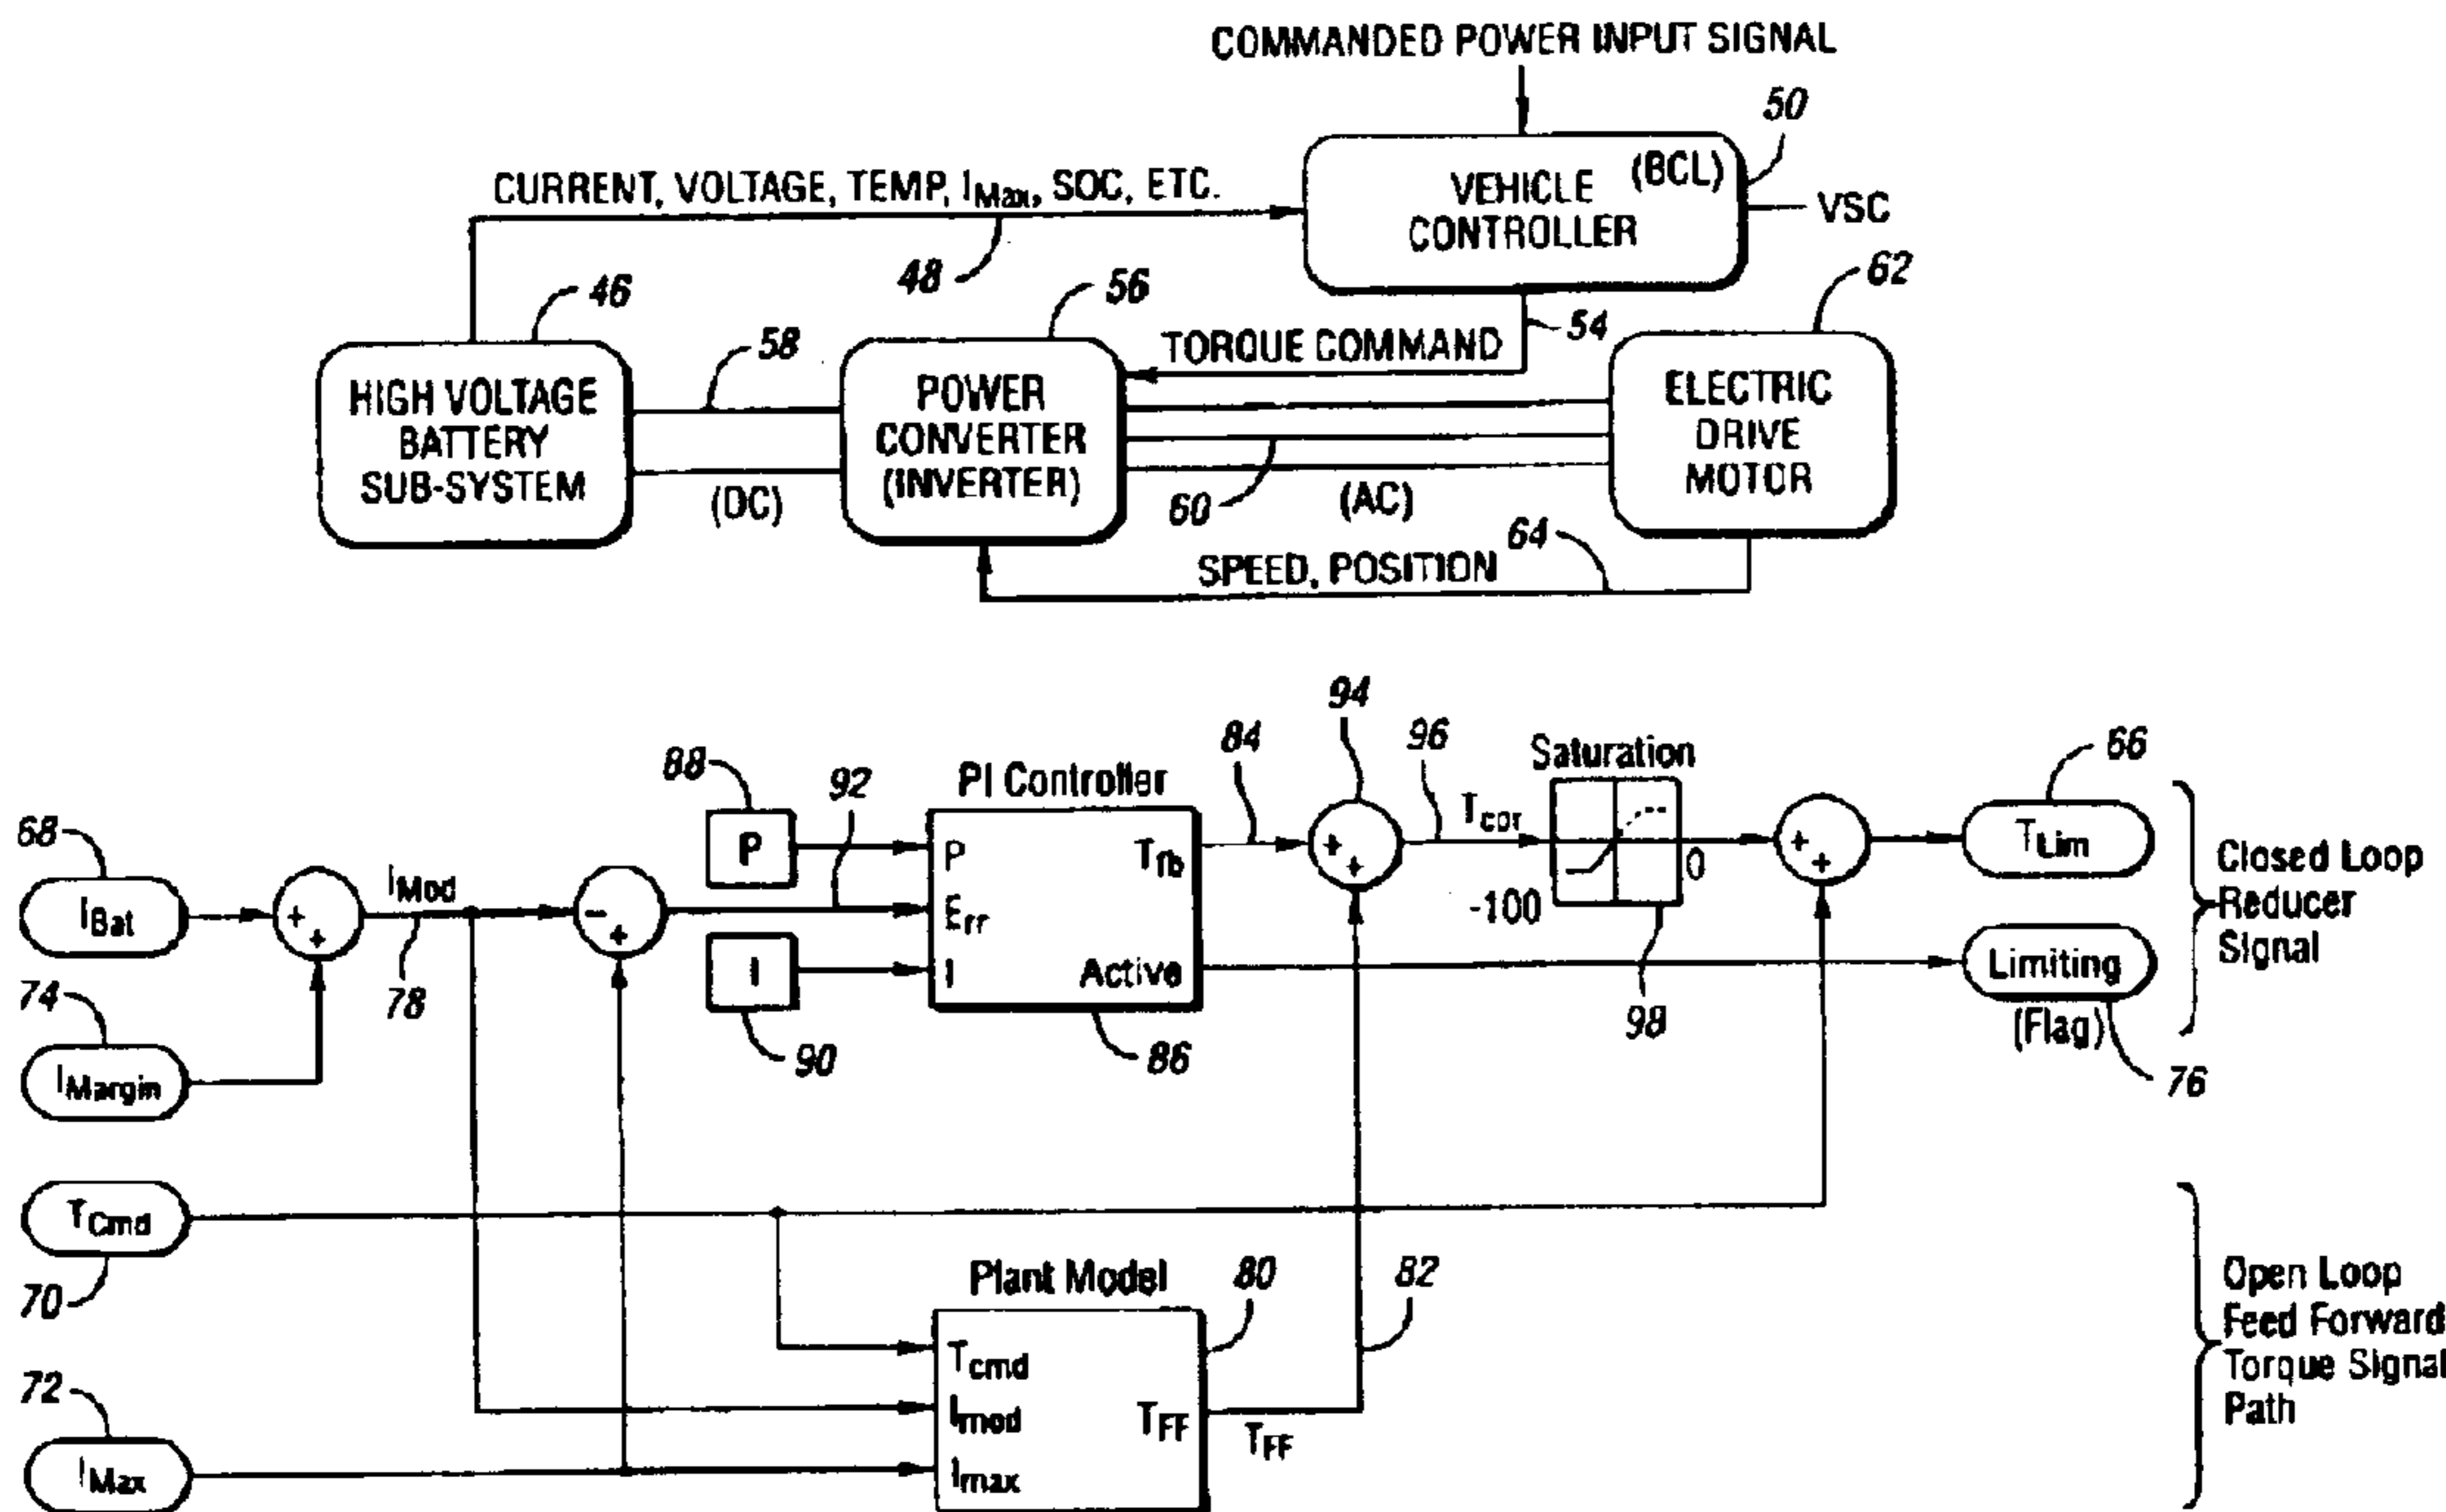 COMMANDED POWER INPUT SIGNAL
50
CURRENT, VOLTAGE, TEMP, IMax, SOC, ETC.
VEHICLE
CONTROLLER
(BCL)
VSC
48
46
56
62
58
TORQUE COMMAND
54
HIGH VOLTAGE
BATTERY
SUB-SYSTEM
(DC)
POWER
CONVERTER
(INVERTER)
60
(AC)
ELECTRIC
DRIVE
MOTOR
64
SPEED, POSITION
94
88
92
PI Controller
84
96
Saturation
66
68
P
P
Tfb
+
+
Tcor
0
-100
+
+
TLim
Closed Loop
Reducer
Signal
IBat
+
+
IMod
-
+
Err
78
I
I
Active
98
Limiting
(Flag)
76
74
IMargin
90
86
TCmd
70
Plant Model
80
82
Open Loop
Feed Forward
Torque Signal
Path
Tcmd
Imod
TFF
TFF
72
IMax
Imax